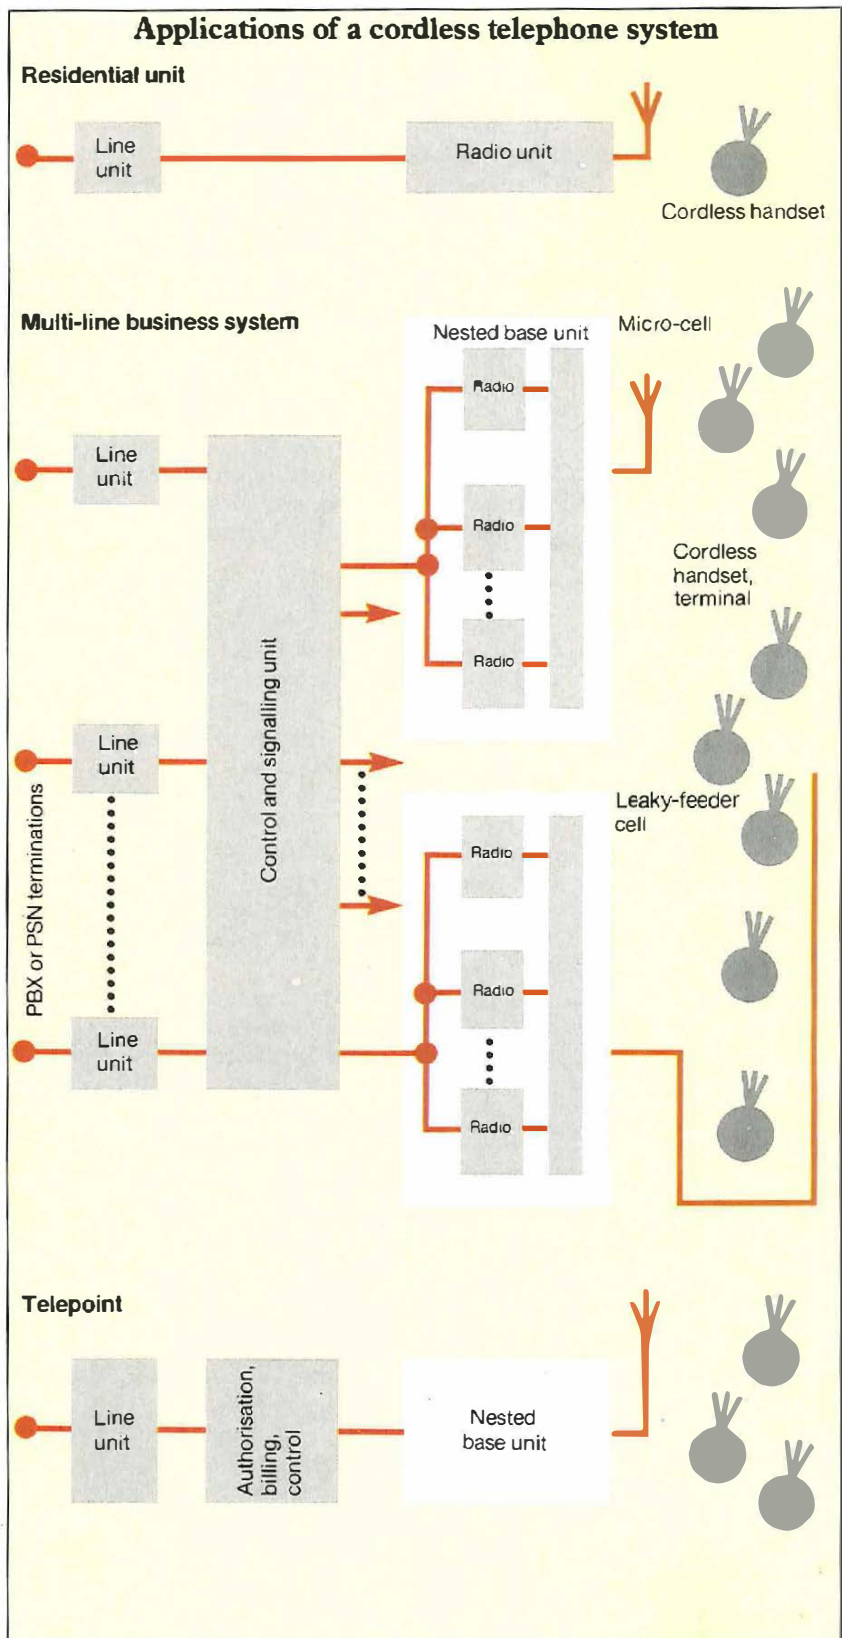 Applications of a cordless telephone system
Residential unit
Line
unit
Radio unit
Cordless handset
Multi-line business system
Nested base unit
Micro-cell
Radio
Line
unit
Radio
Cordless
handset,
terminal
Radio
Control and signalling unit
Line
unit
PBX or PSN terminations
Leaky-feeder
cell
Radio
Radio
Line
unit
Radio
Telepoint
Line
unit
Authorisation,
billing,
control
Nested
base unit